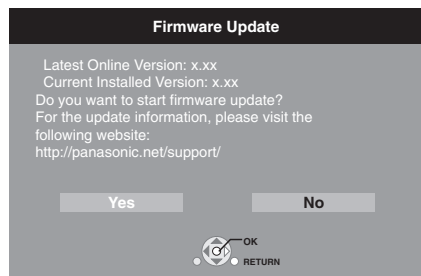 Firmware Update
Latest Online Version: x.xx
Current Installed Version: x.xx
Do you want to start firmware update?
For the update information, please visit the
following website:
http://panasonic.net/support/
Yes No
OK
RETURN